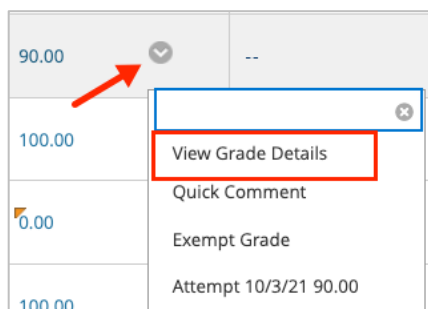 90.00
--
100.00
View Grade Details
Quick Comment
0.00
Exempt Grade
Attempt 10/3/21 90.00
100.00